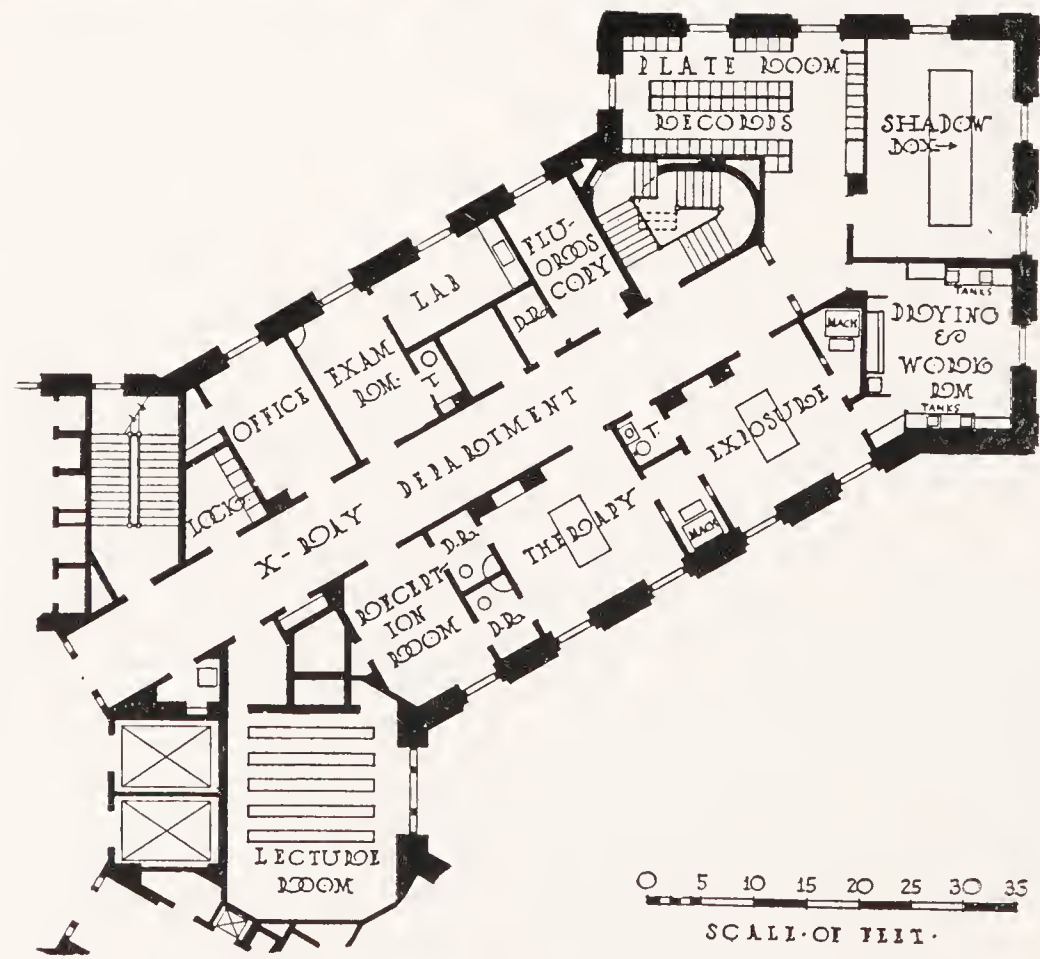 PLATE ROOM
RECORDS
SHADOW
BOX
FLU-
OROS
COPY
LAB
D.R.
TANKS
MACH
DRYING
&
WORK
RM
TANKS
EXAM
RM.
T.
OFFICE
LOCK.
X-RAY DEPARTMENT
T.
EXPOSURE
MACH
THERAPY
D.R.
D.R.
RECEPT-
ION
ROOM
LECTURE
ROOM
0 5 10 15 20 25 30 35
SCALE·OF FEET·